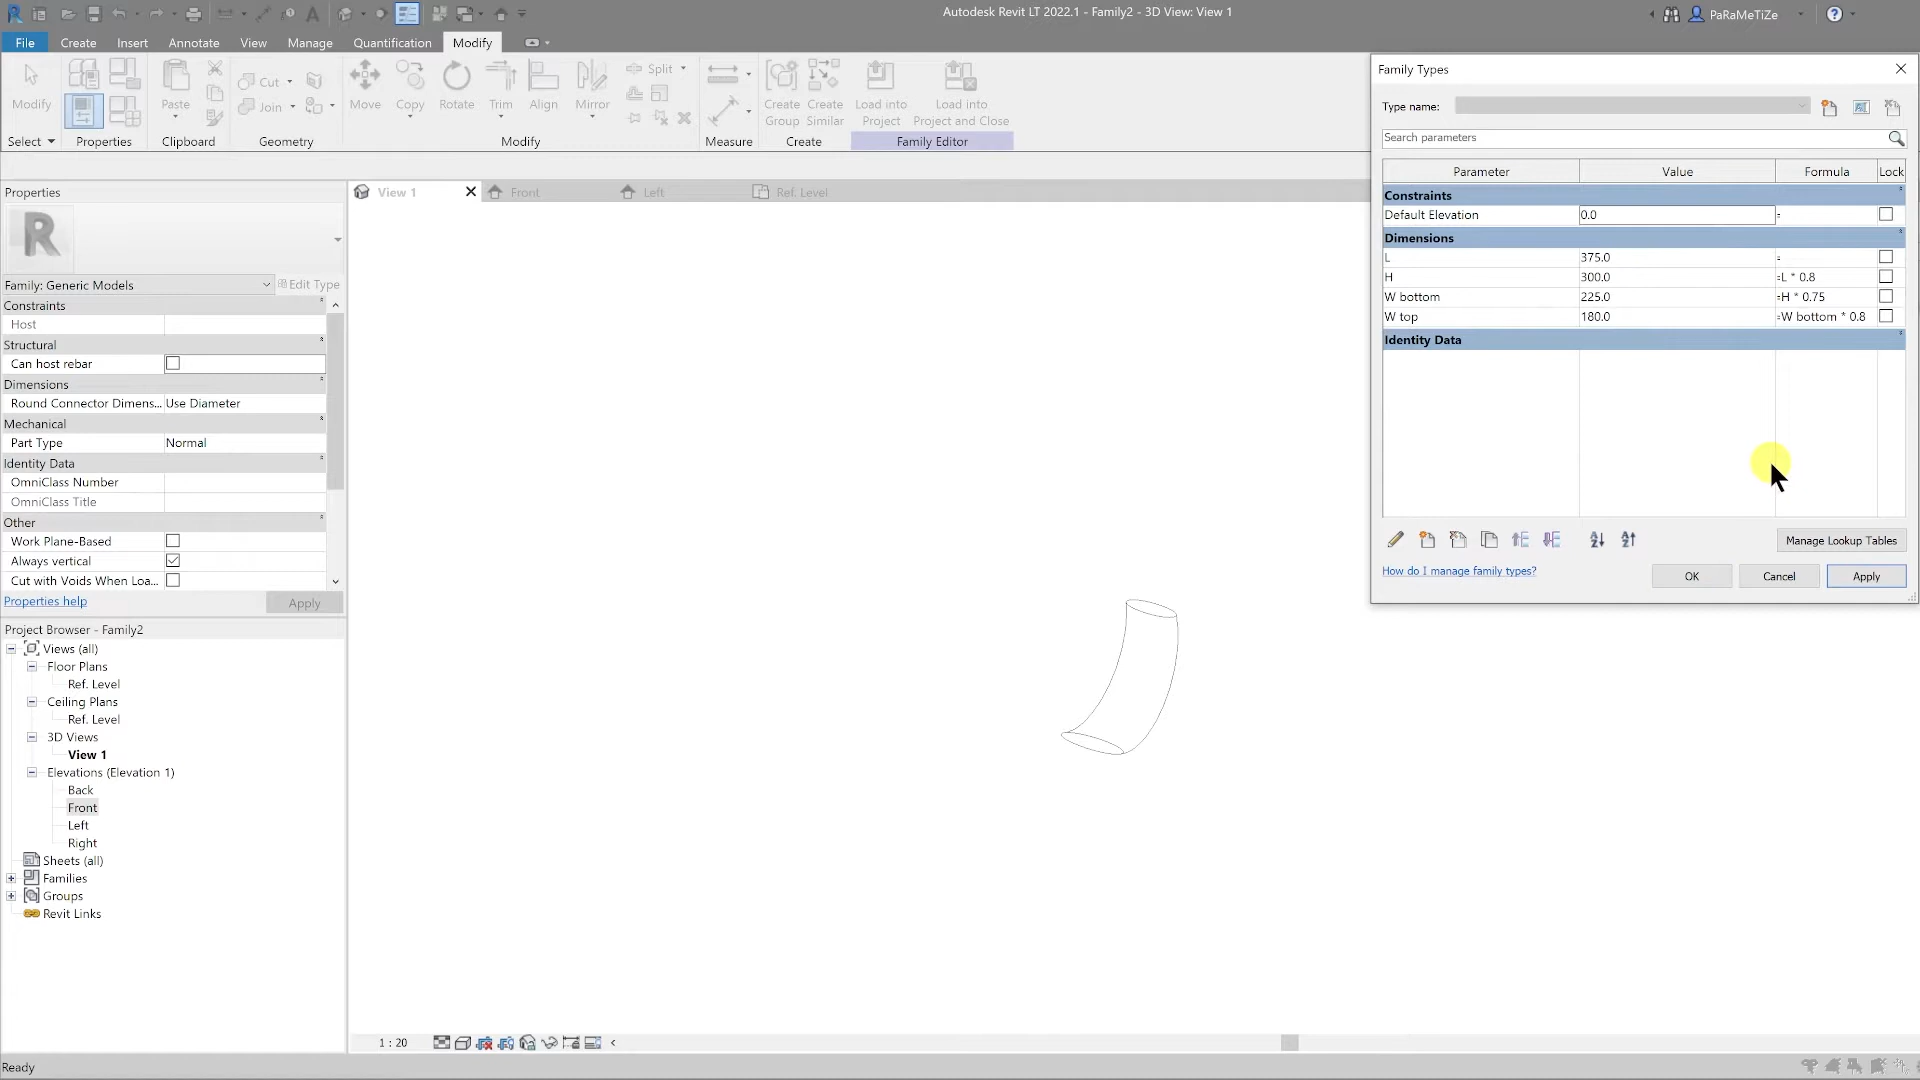 Autodesk Revit LT 2022.1 - Family2 - 3D View: View 1
PaRaMeTiZe
File Create Insert Annotate View Manage Quantification Modify
Modify
Paste
Cut
Join
Move Copy Rotate Trim Align Mirror
Split
Create Group
Create Similar
Load into Project
Load into Project and Close
Select Properties Clipboard Geometry Modify Measure Create Family Editor
Properties
View 1 Front Left Ref. Level
R
Family: Generic Models Edit Type
Constraints
Host
Structural
Can host rebar
Dimensions
Round Connector Dimens... Use Diameter
Mechanical
Part Type Normal
Identity Data
OmniClass Number
OmniClass Title
Other
Work Plane-Based
Always vertical
Cut with Voids When Loa...
Properties help Apply
Project Browser - Family2
Views (all)
Floor Plans
Ref. Level
Ceiling Plans
Ref. Level
3D Views
View 1
Elevations (Elevation 1)
Back
Front
Left
Right
Sheets (all)
Families
Groups
Revit Links
Family Types
Type name:
Search parameters
Parameter Value Formula Lock
Constraints
Default Elevation 0.0 =
Dimensions
L 375.0 =
H 300.0 =L * 0.8
W bottom 225.0 =H * 0.75
W top 180.0 =W bottom * 0.8
Identity Data
Manage Lookup Tables
How do I manage family types?
OK Cancel Apply
1 : 20
Ready